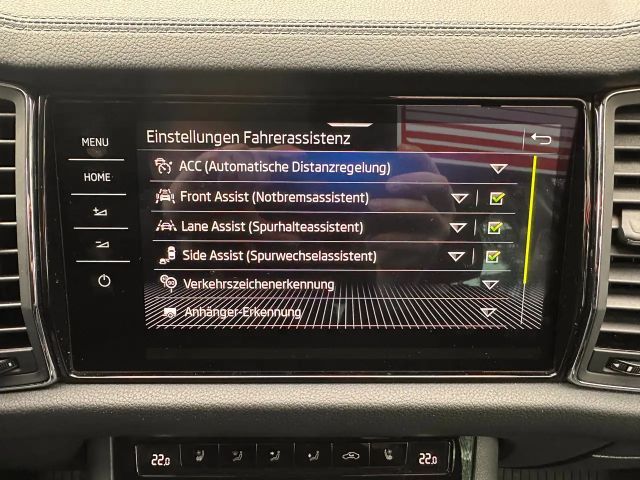 MENU
HOME
Einstellungen Fahrerassistenz
ACC (Automatische Distanzregelung)
Front Assist (Notbremsassistent)
Lane Assist (Spurhalteassistent)
Side Assist (Spurwechselassistent)
Verkehrszeichenerkennung
Anhänger-Erkennung
22.0
22.0